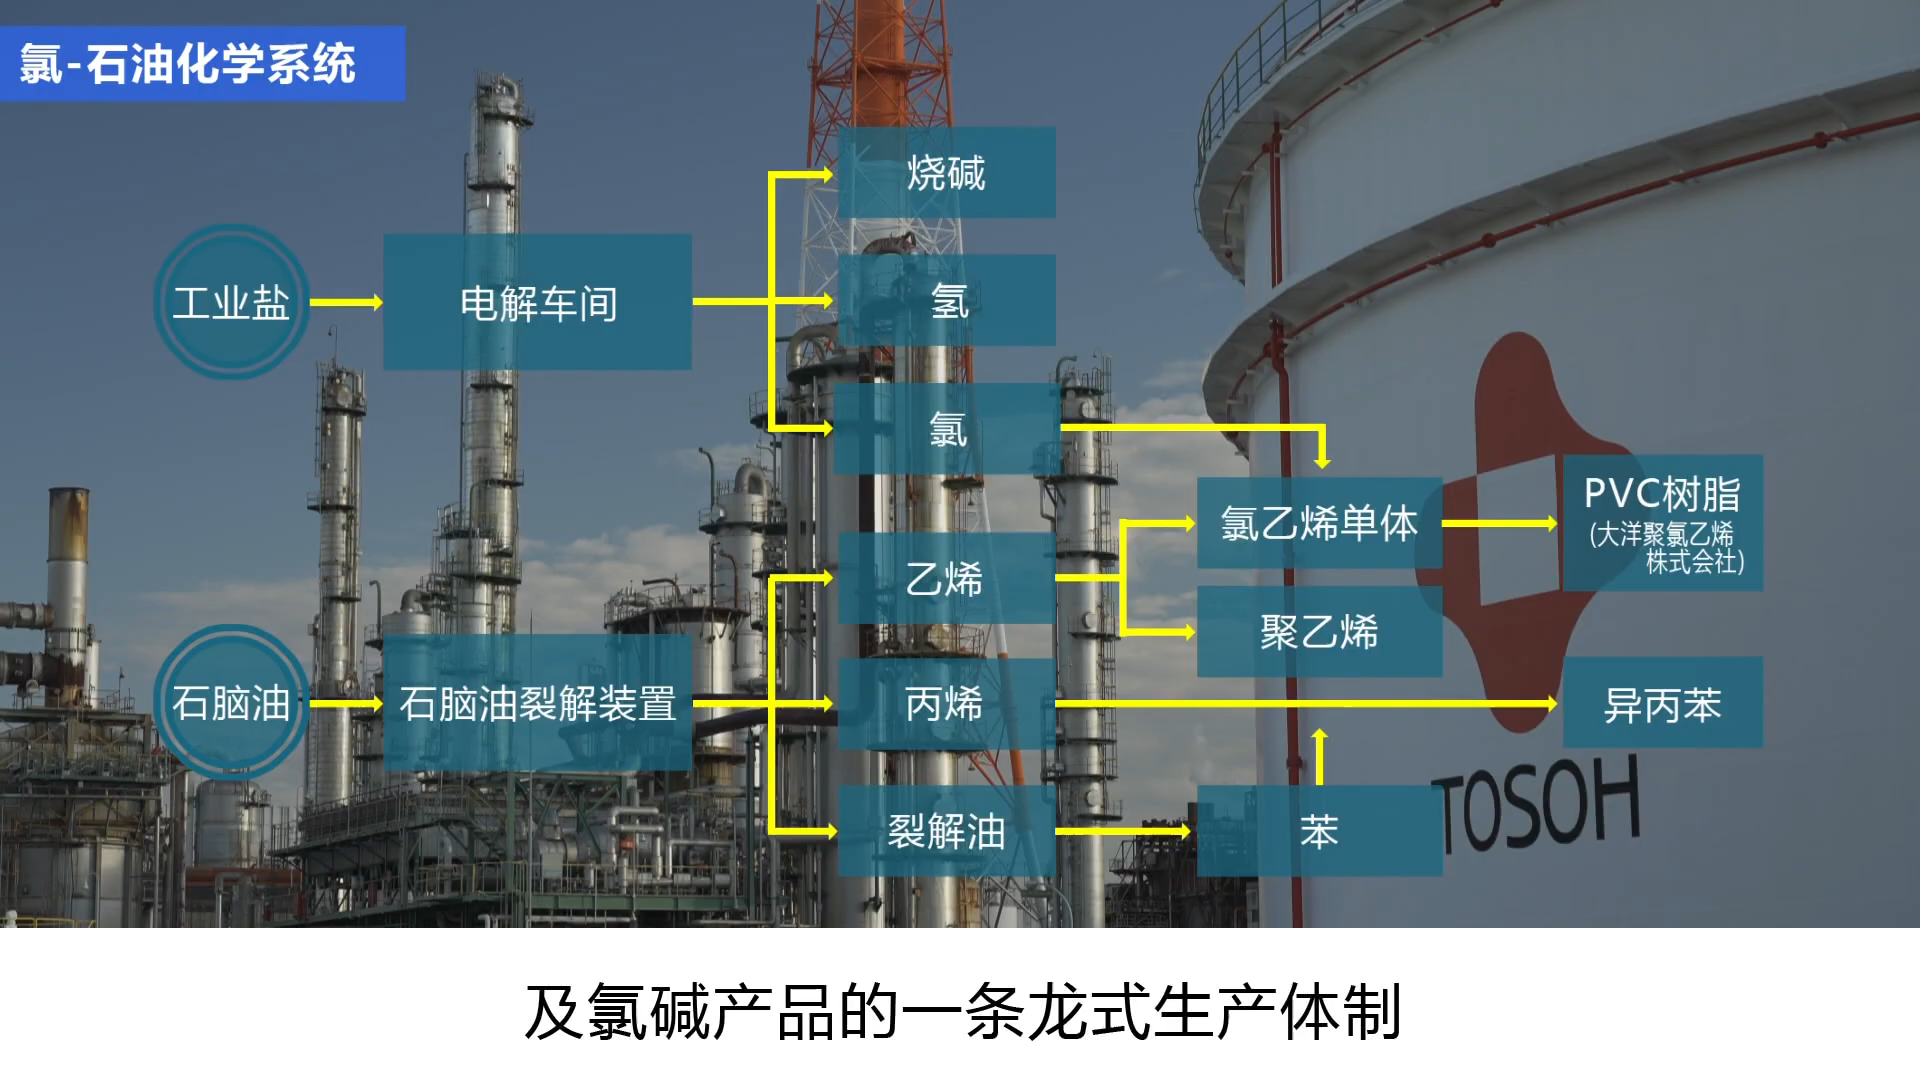 氯-石油化学系统
烧碱
工业盐
电解车间
氢
氯
氯乙烯单体
PVC树脂
(大洋聚氯乙烯
株式会社)
乙烯
聚乙烯
石脑油
石脑油裂解装置
丙烯
异丙苯
裂解油
苯
TOSOH
及氯碱产品的一条龙式生产体制